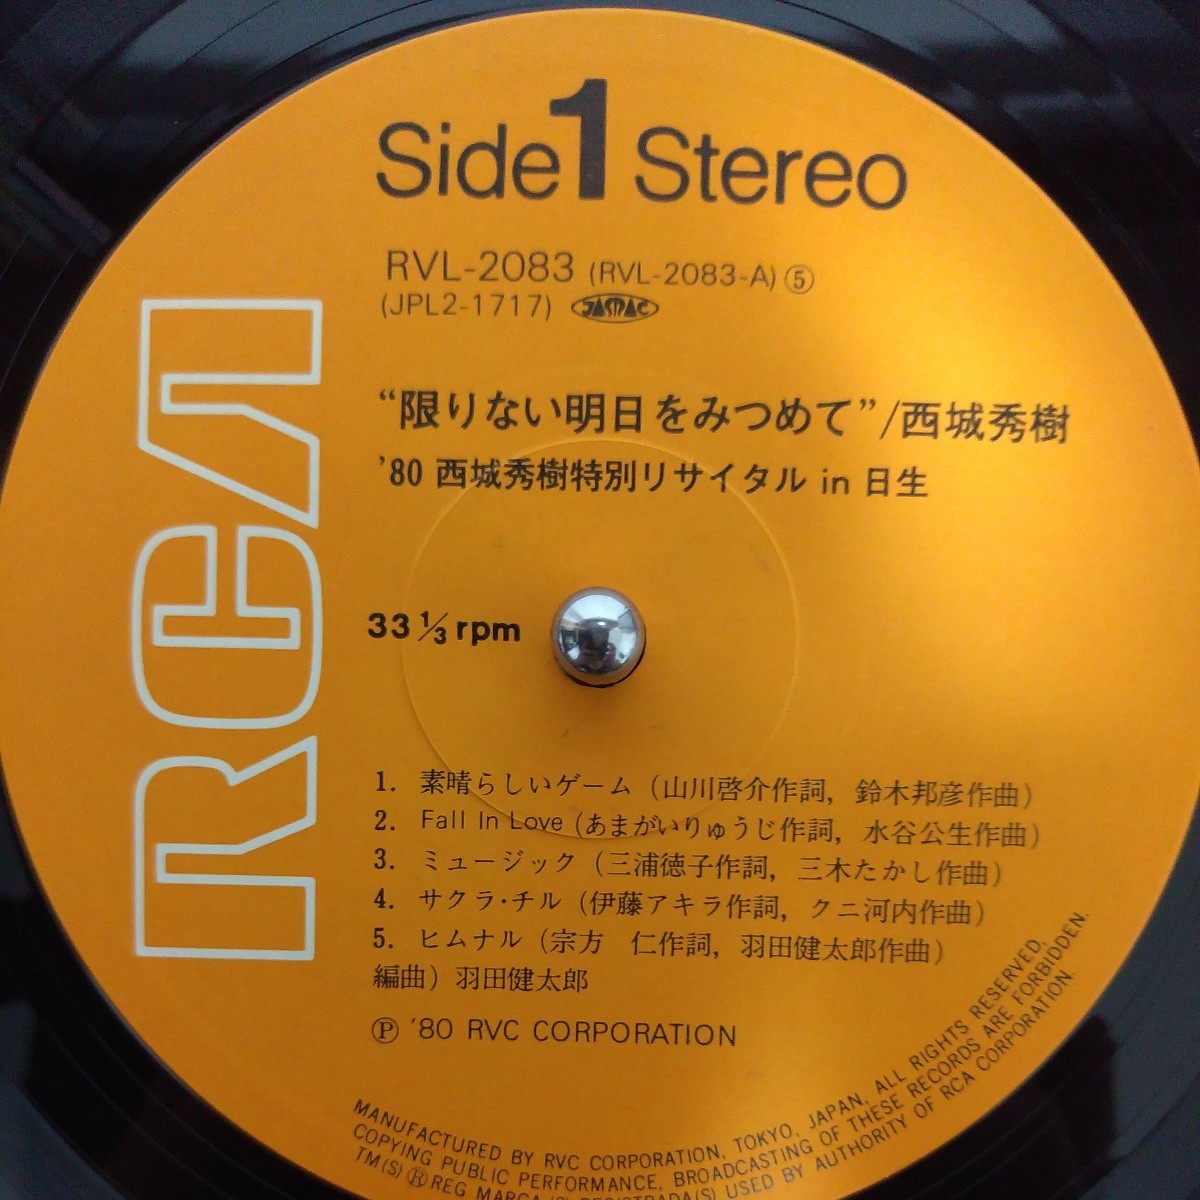 Side 1 Stereo
RVL-2083 (RVL-2083-A) ⑤
(JPL2-1717) JASRAC
“限りない明日をみつめて”/西城秀樹
'80 西城秀樹特別リサイタル in 日生
RCA
33 1/3 rpm
1. 素晴らしいゲーム (山川啓介作詞, 鈴木邦彦作曲)
2. Fall In Love (あまがいりゅうじ作詞, 水谷公生作曲)
3. ミュージック (三浦徳子作詞, 三木たかし作曲)
4. サクラ・チル (伊藤アキラ作詞, クニ河内作曲)
5. ヒムナル (宗方 仁作詞, 羽田健太郎作曲)
編曲) 羽田健太郎
Ⓟ '80 RVC CORPORATION
MANUFACTURED BY RVC CORPORATION, TOKYO, JAPAN, ALL RIGHTS RESERVED,
COPYING PUBLIC PERFORMANCE, BROADCASTING OF THESE RECORDS ARE FORBIDDEN.
TM(S) ® REG MARCA(S) REGISTRADA(S) USED BY AUTHORITY OF RCA CORPORATION.